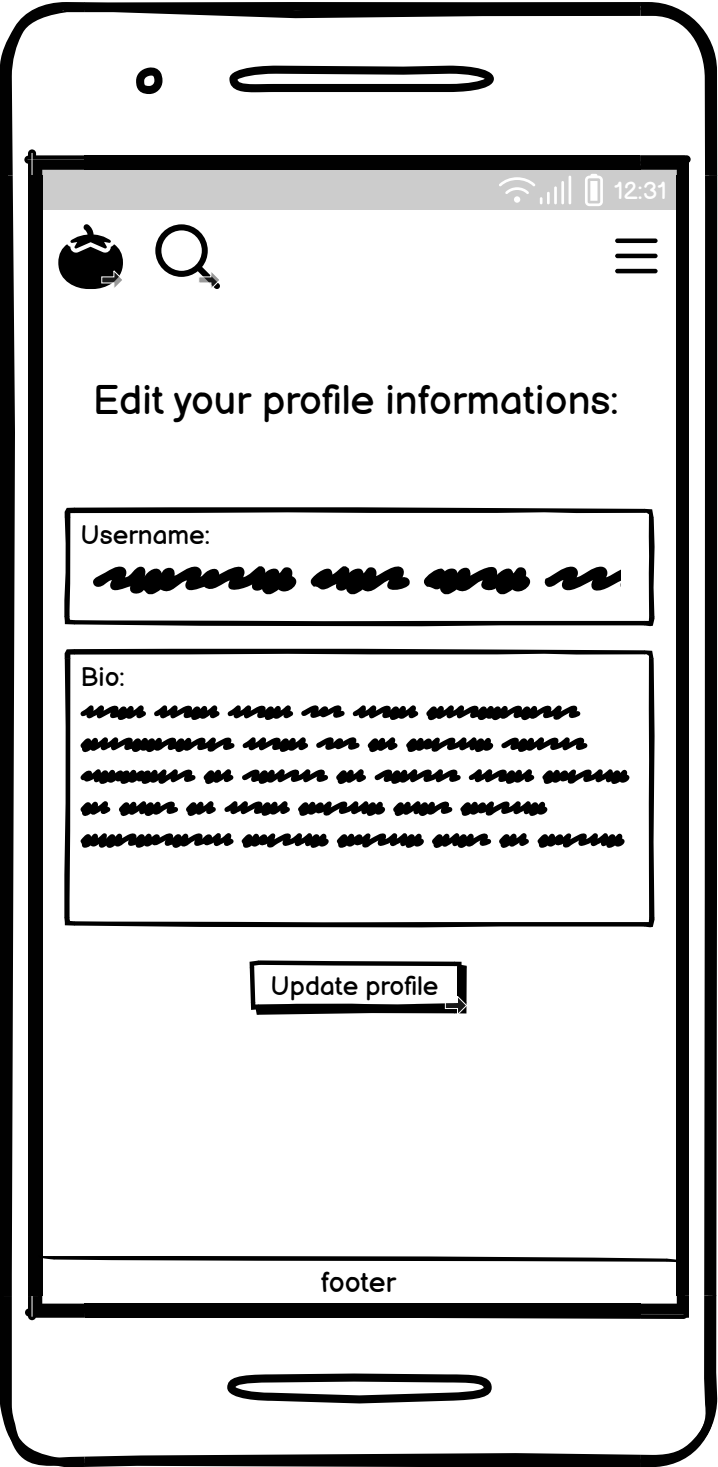 12:31
Edit your profile informations:
Username:
Bio:
Update profile
footer